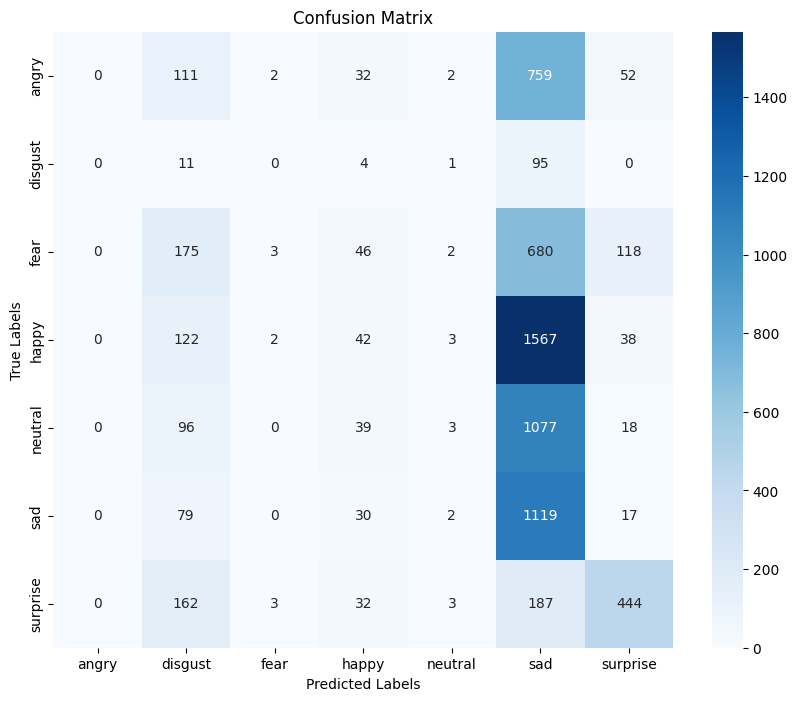 Confusion Matrix
True Labels
angry 0 111 2 32 2 759 52
disgust 0 11 0 4 1 95 0
fear 0 175 3 46 2 680 118
happy 0 122 2 42 3 1567 38
neutral 0 96 0 39 3 1077 18
sad 0 79 0 30 2 1119 17
surprise 0 162 3 32 3 187 444
angry disgust fear happy neutral sad surprise
Predicted Labels
1400
1200
1000
800
600
400
200
0